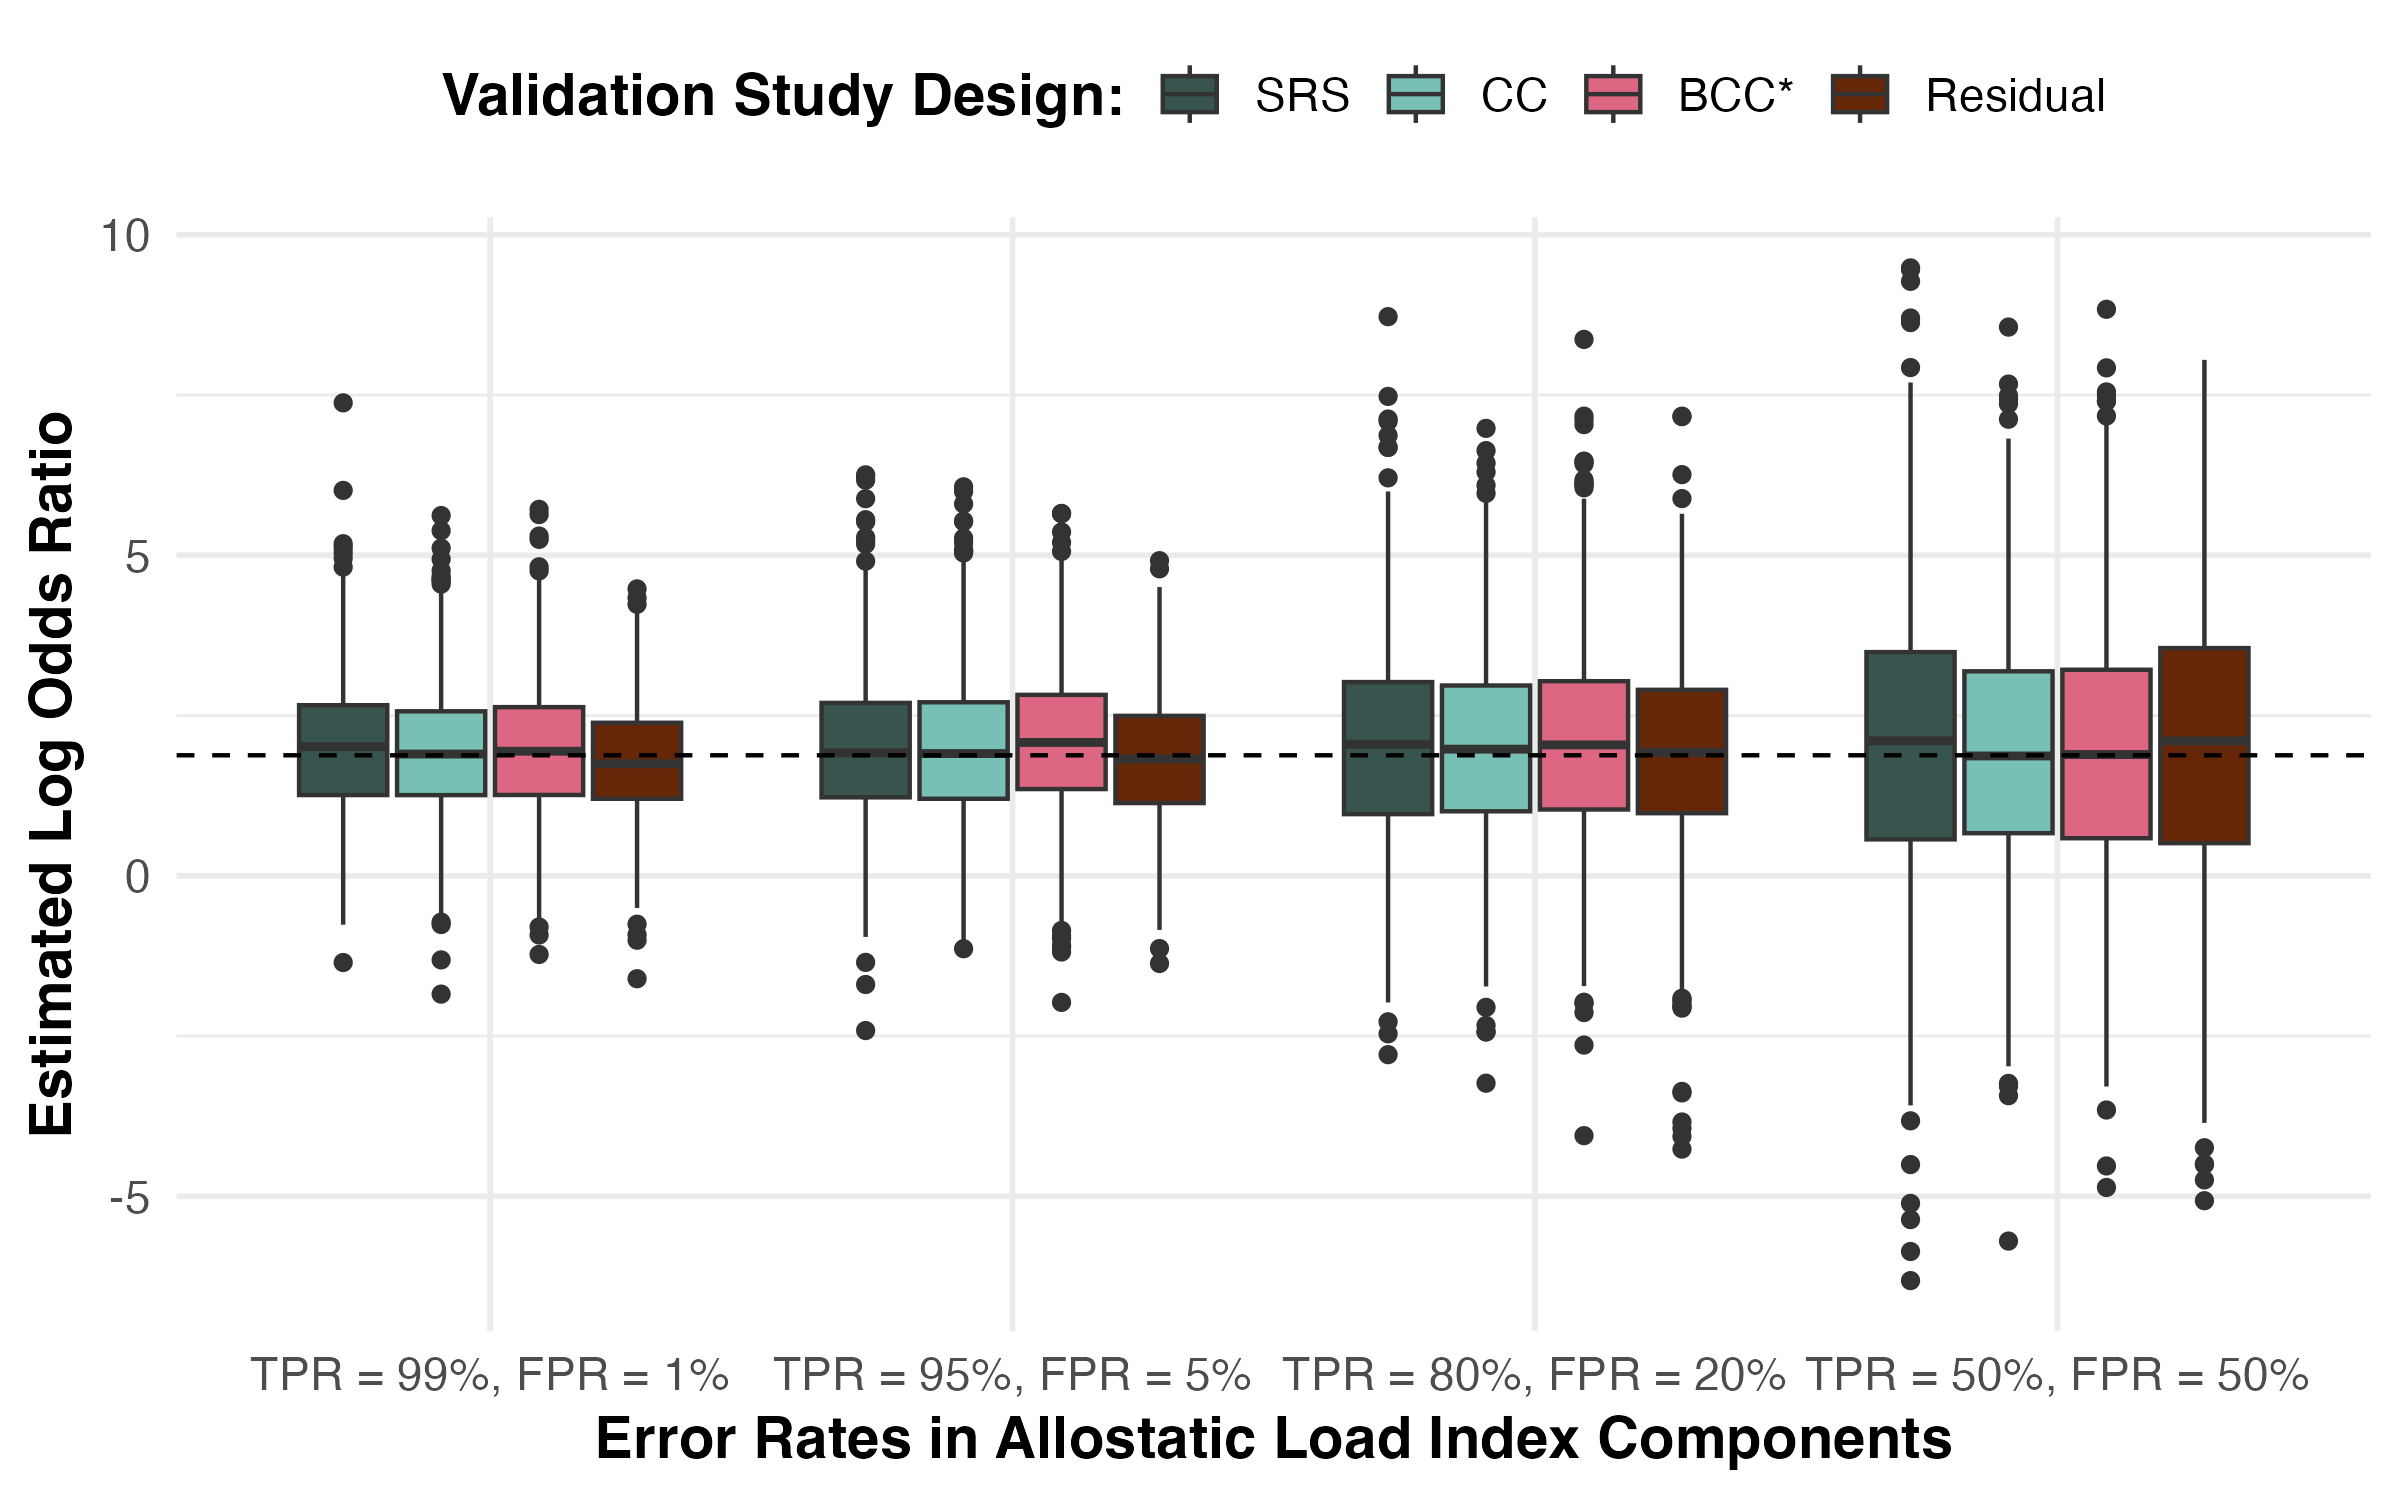 Validation Study Design: SRS CC BCC* Residual
Estimated Log Odds Ratio
10
5
0
-5
TPR = 99%, FPR = 1% TPR = 95%, FPR = 5% TPR = 80%, FPR = 20% TPR = 50%, FPR = 50%
Error Rates in Allostatic Load Index Components